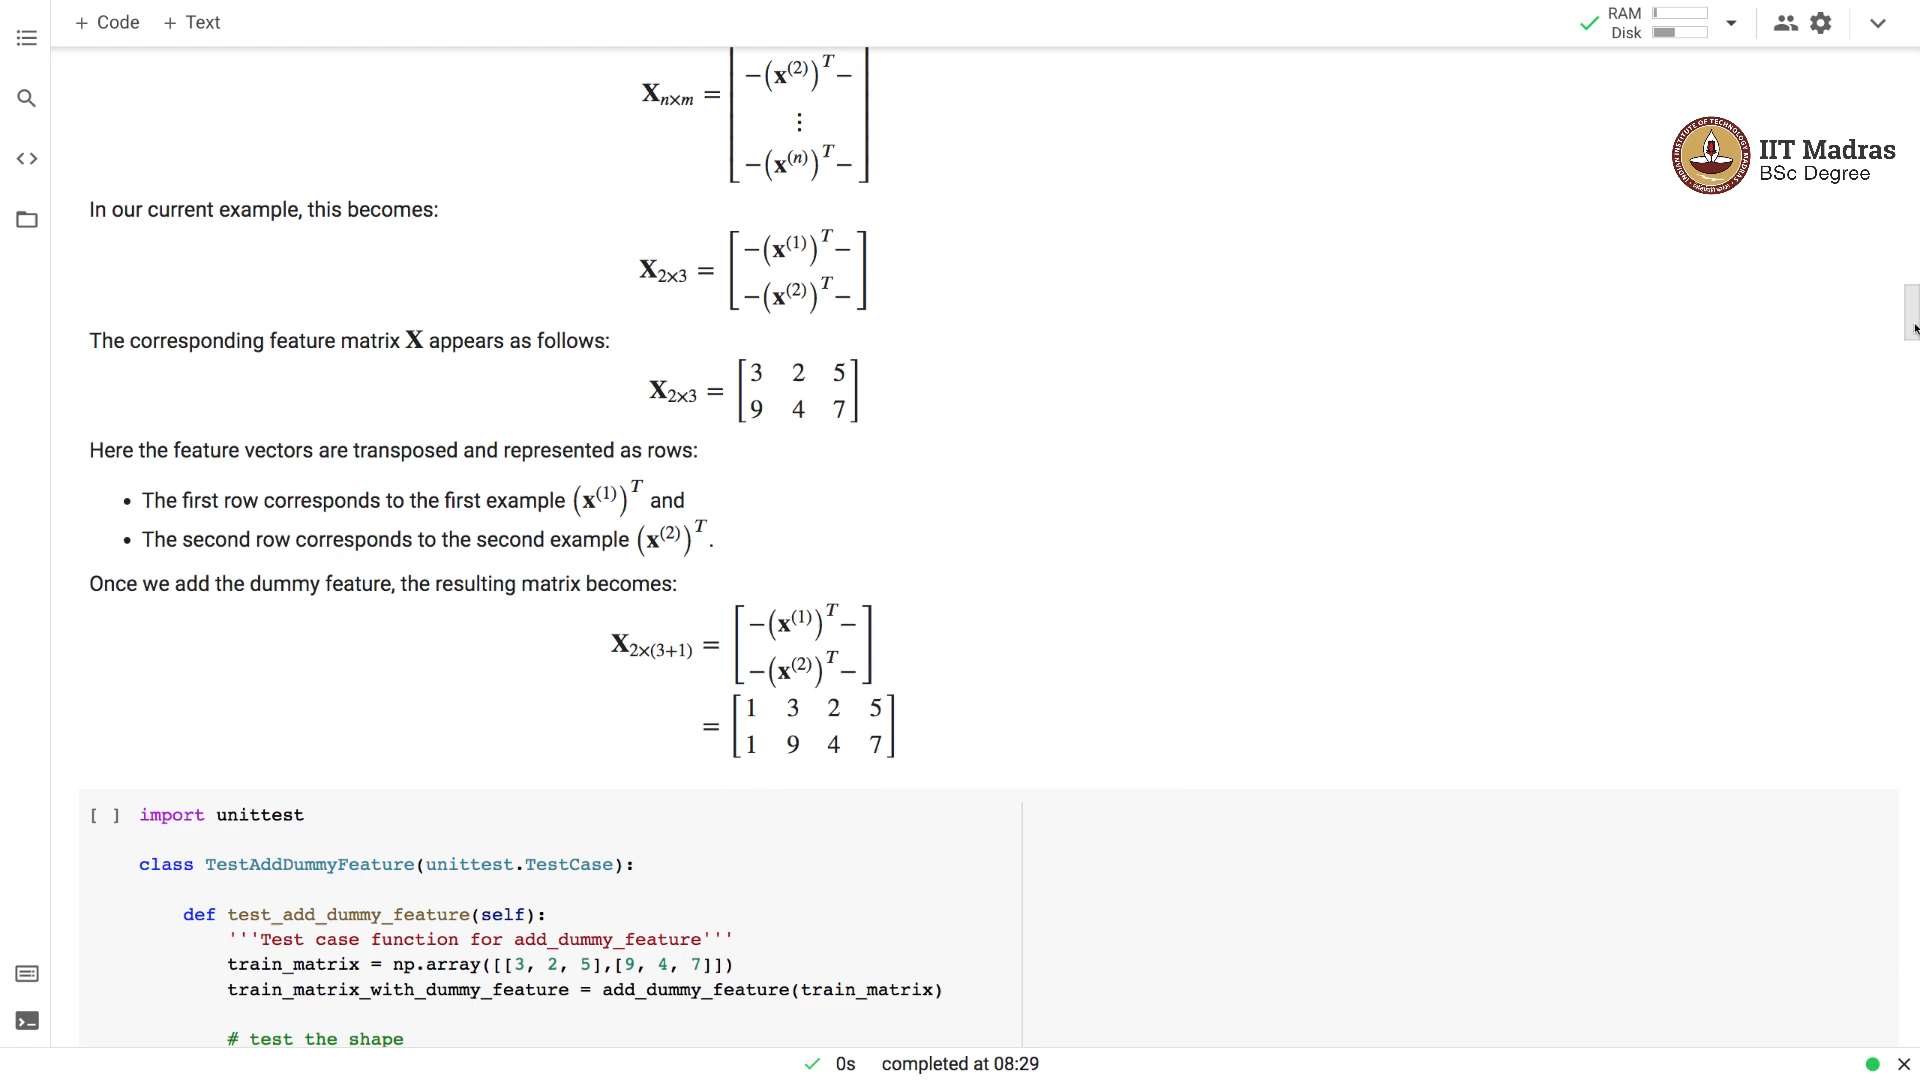 + Code + Text
RAM
Disk
IIT Madras
BSc Degree
INDIAN INSTITUTE OF TECHNOLOGY MADRAS
X_{n×m} = [ −(x^{(2)})^T−
⋮
−(x^{(n)})^T− ]
In our current example, this becomes:
X_{2×3} = [ −(x^{(1)})^T−
−(x^{(2)})^T− ]
The corresponding feature matrix X appears as follows:
X_{2×3} = [ 3 2 5
9 4 7 ]
Here the feature vectors are transposed and represented as rows:
• The first row corresponds to the first example (x^{(1)})^T and
• The second row corresponds to the second example (x^{(2)})^T.
Once we add the dummy feature, the resulting matrix becomes:
X_{2×(3+1)} = [ −(x^{(1)})^T−
−(x^{(2)})^T− ]
= [ 1 3 2 5
1 9 4 7 ]
[ ] import unittest
class TestAddDummyFeature(unittest.TestCase):
def test_add_dummy_feature(self):
'''Test case function for add_dummy_feature'''
train_matrix = np.array([[3, 2, 5],[9, 4, 7]])
train_matrix_with_dummy_feature = add_dummy_feature(train_matrix)
# test the shape
0s completed at 08:29